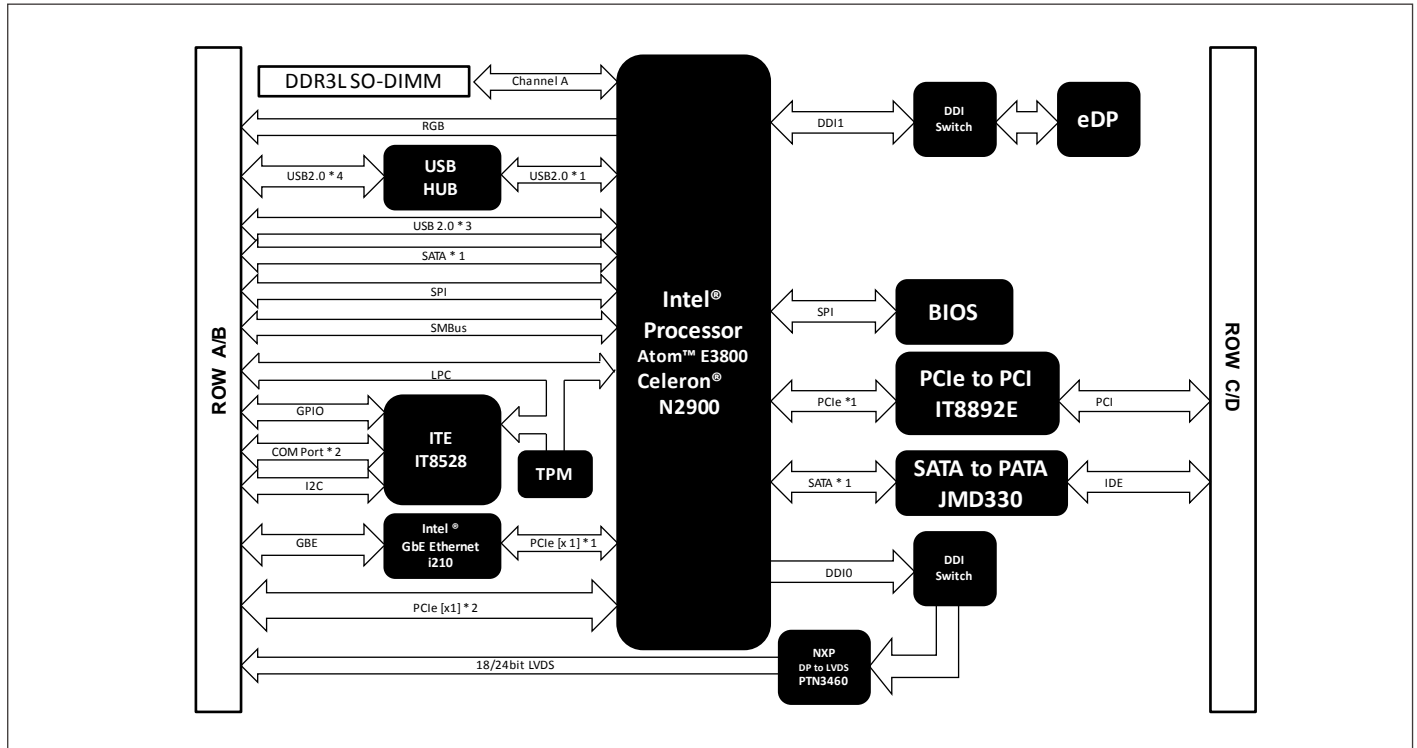 ROW A/B
DDR3L SO-DIMM
Channel A
RGB
USB2.0 * 4
USB
HUB
USB2.0 * 1
USB 2.0 * 3
SATA * 1
SPI
SMBus
LPC
GPIO
COM Port * 2
I2C
ITE
IT8528
TPM
GBE
Intel ®
GbE Ethernet
i210
PCIe [x 1] *1
PCIe [x1] * 2
18/24bit LVDS
Intel®
Processor
Atom™ E3800
Celeron®
N2900
DDI1
DDI
Switch
eDP
SPI
BIOS
PCIe *1
PCIe to PCI
IT8892E
PCI
SATA * 1
SATA to PATA
JMD330
IDE
DDI0
DDI
Switch
NXP
DP to LVDS
PTN3460
ROW C/D